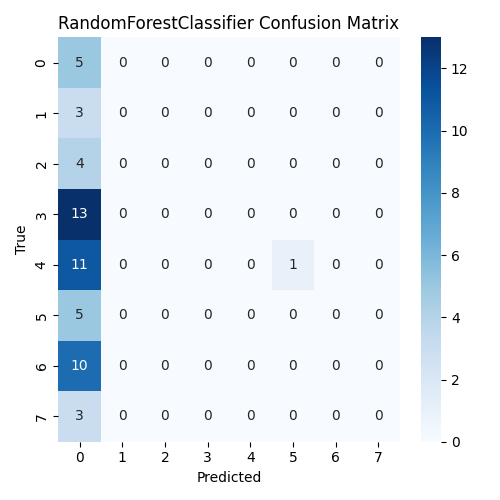 RandomForestClassifier Confusion Matrix
True
0 5 0 0 0 0 0 0 0
1 3 0 0 0 0 0 0 0
2 4 0 0 0 0 0 0 0
3 13 0 0 0 0 0 0 0
4 11 0 0 0 0 1 0 0
5 5 0 0 0 0 0 0 0
6 10 0 0 0 0 0 0 0
7 3 0 0 0 0 0 0 0
0 1 2 3 4 5 6 7
Predicted
12
10
8
6
4
2
0